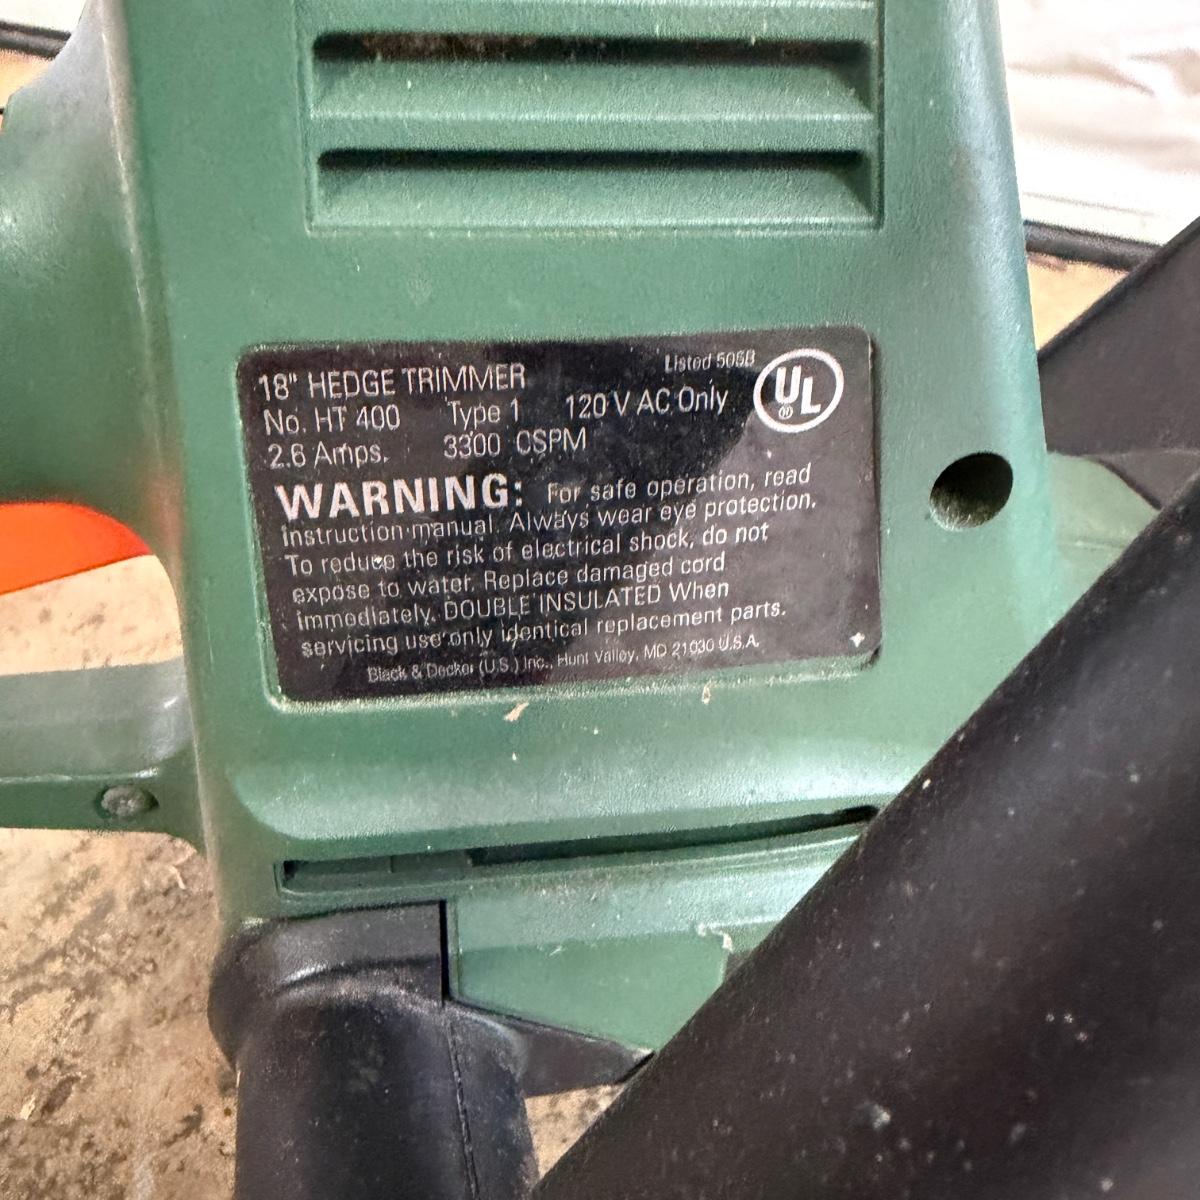 Listed 506B
18" HEDGE TRIMMER
No. HT 400 Type 1 120 V AC Only
UL
®
2.6 Amps. 3300 CSPM
WARNING: For safe operation, read
instruction manual. Always wear eye protection.
To reduce the risk of electrical shock, do not
expose to water. Replace damaged cord
immediately. DOUBLE INSULATED When
servicing use only identical replacement parts.
Black & Decker (U.S.) Inc., Hunt Valley, MD 21030 U.S.A.